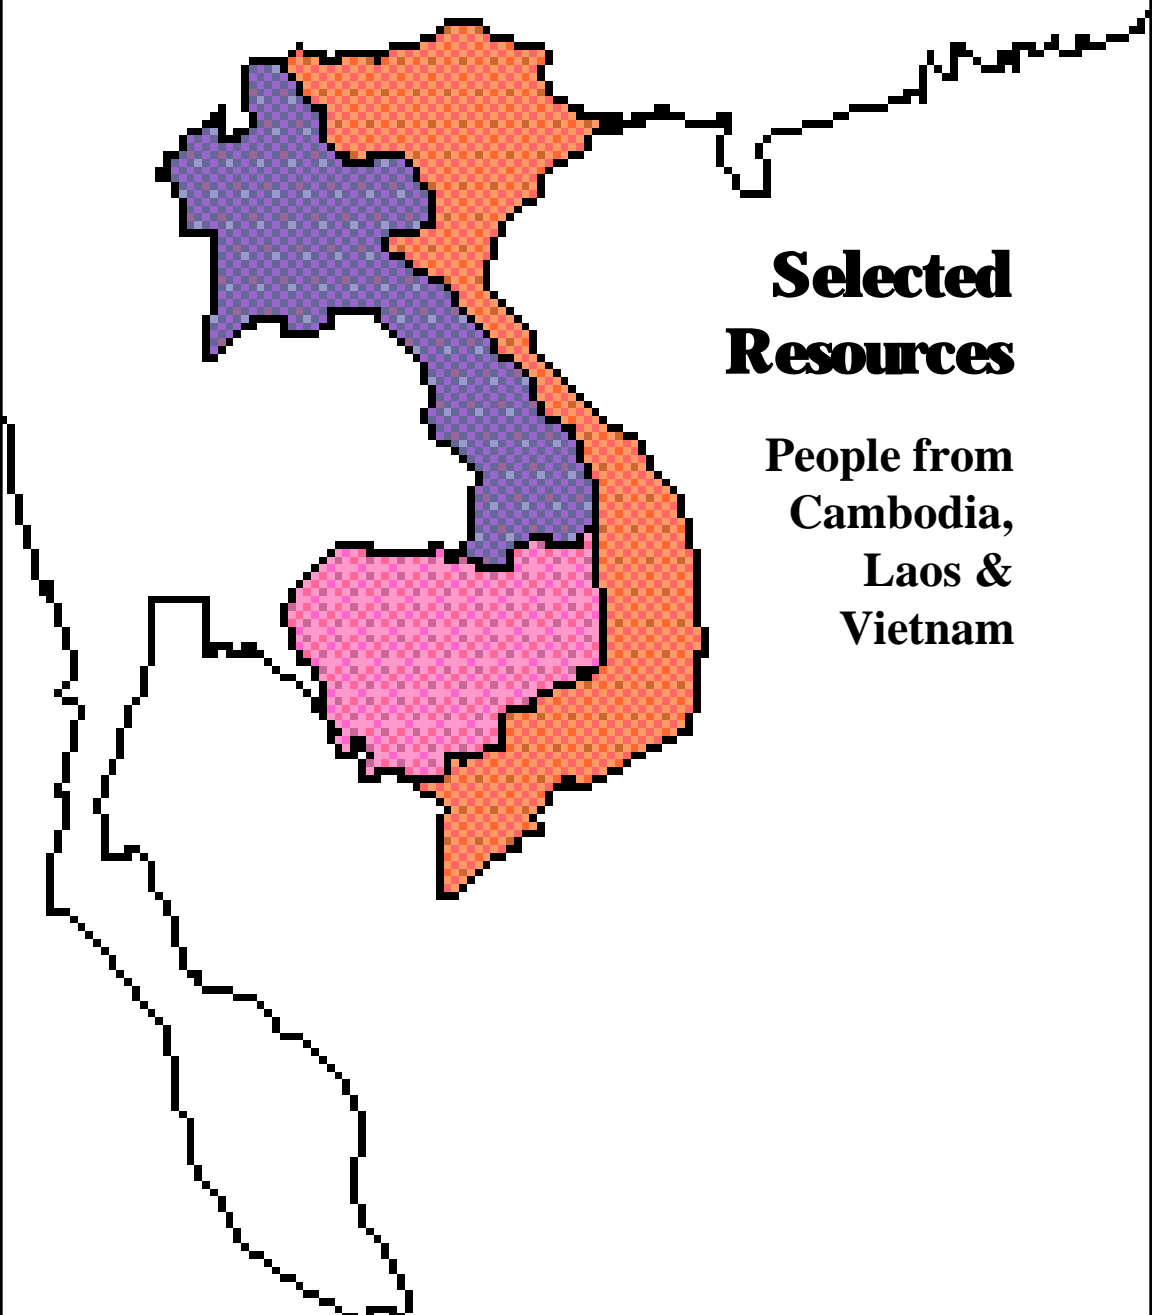 Selected
Resources
People from
Cambodia,
Laos &
Vietnam